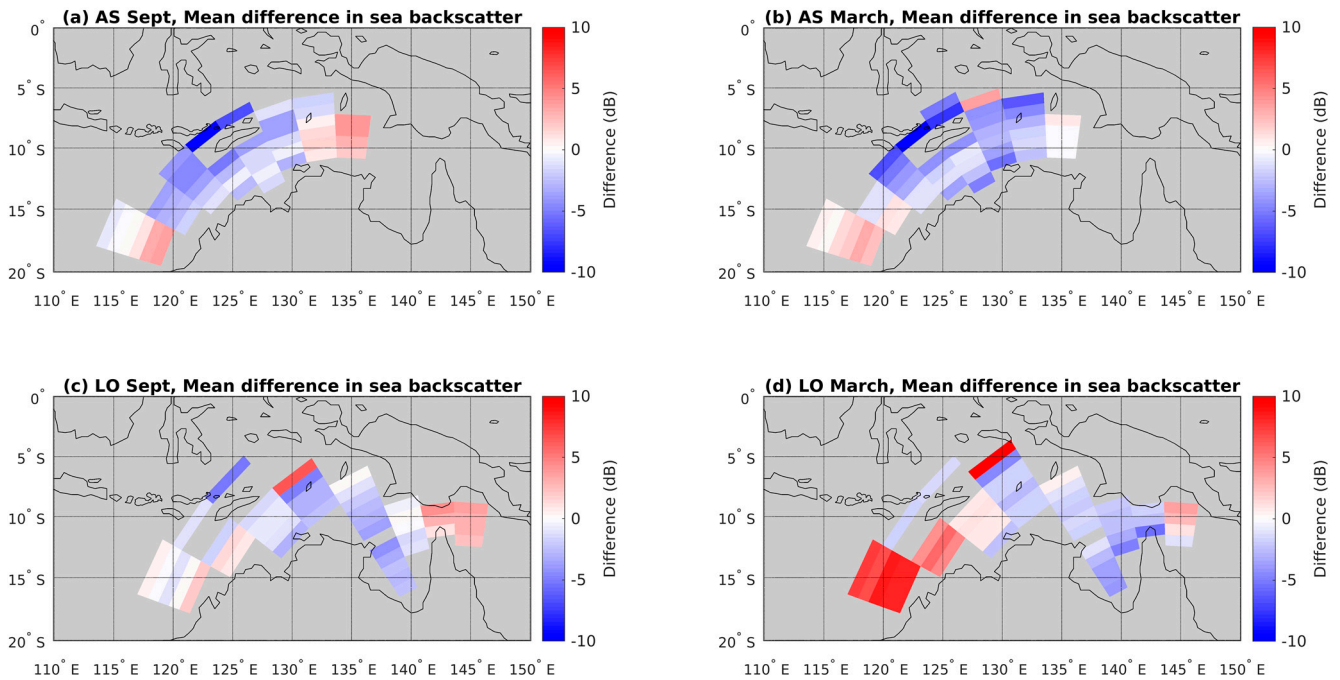 (a) AS Sept, Mean difference in sea backscatter
0° 
5° S
10° S
15° S
20° S
110° E 115° E 120° E 125° E 130° E 135° E 140° E 145° E 150° E
10
5
0
-5
-10
Difference (dB)
(b) AS March, Mean difference in sea backscatter
0°
5° S
10° S
15° S
20° S
110° E 115° E 120° E 125° E 130° E 135° E 140° E 145° E 150° E
10
5
0
-5
-10
Difference (dB)
(c) LO Sept, Mean difference in sea backscatter
0°
5° S
10° S
15° S
20° S
110° E 115° E 120° E 125° E 130° E 135° E 140° E 145° E 150° E
10
5
0
-5
-10
Difference (dB)
(d) LO March, Mean difference in sea backscatter
0°
5° S
10° S
15° S
20° S
110° E 115° E 120° E 125° E 130° E 135° E 140° E 145° E 150° E
10
5
0
-5
-10
Difference (dB)